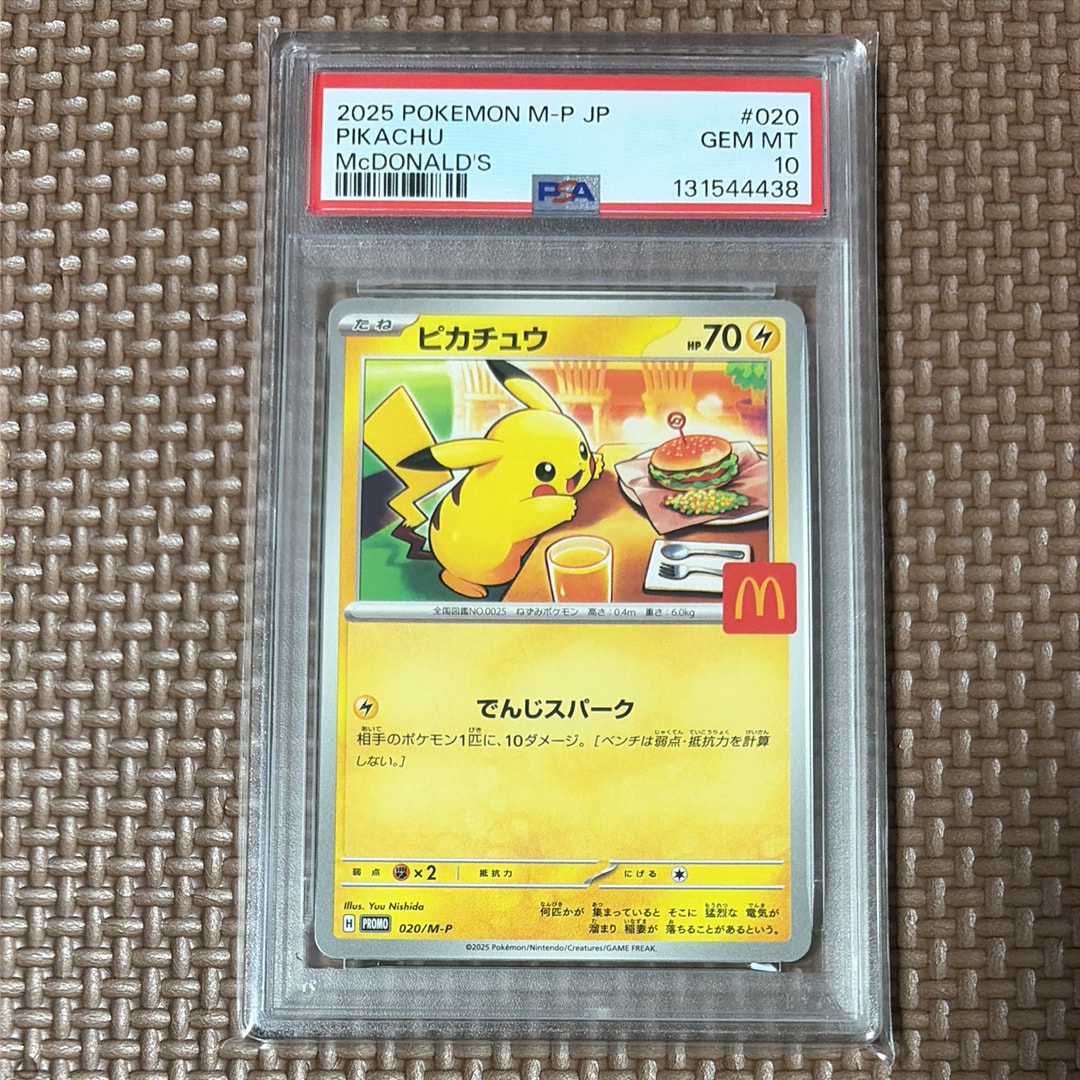 2025 POKEMON M-P JP #020
PIKACHU GEM MT
McDONALD'S 10
PSA 131544438
たね ピカチュウ HP70
全国図鑑NO.0025 ねずみポケモン 高さ:0.4m 重さ:6.0kg
M
でんじスパーク
相手のポケモン1匹に、10ダメージ。[ベンチは弱点・抵抗力を計算
しない。]
弱点 ×2 抵抗力 にげる
Illus. Yuu Nishida
H PROMO 020/M-P
何匹かが 集まっていると そこに 猛烈な 電気が
溜まり 稲妻が 落ちることがあるという。
©2025 Pokémon/Nintendo/Creatures/GAME FREAK.